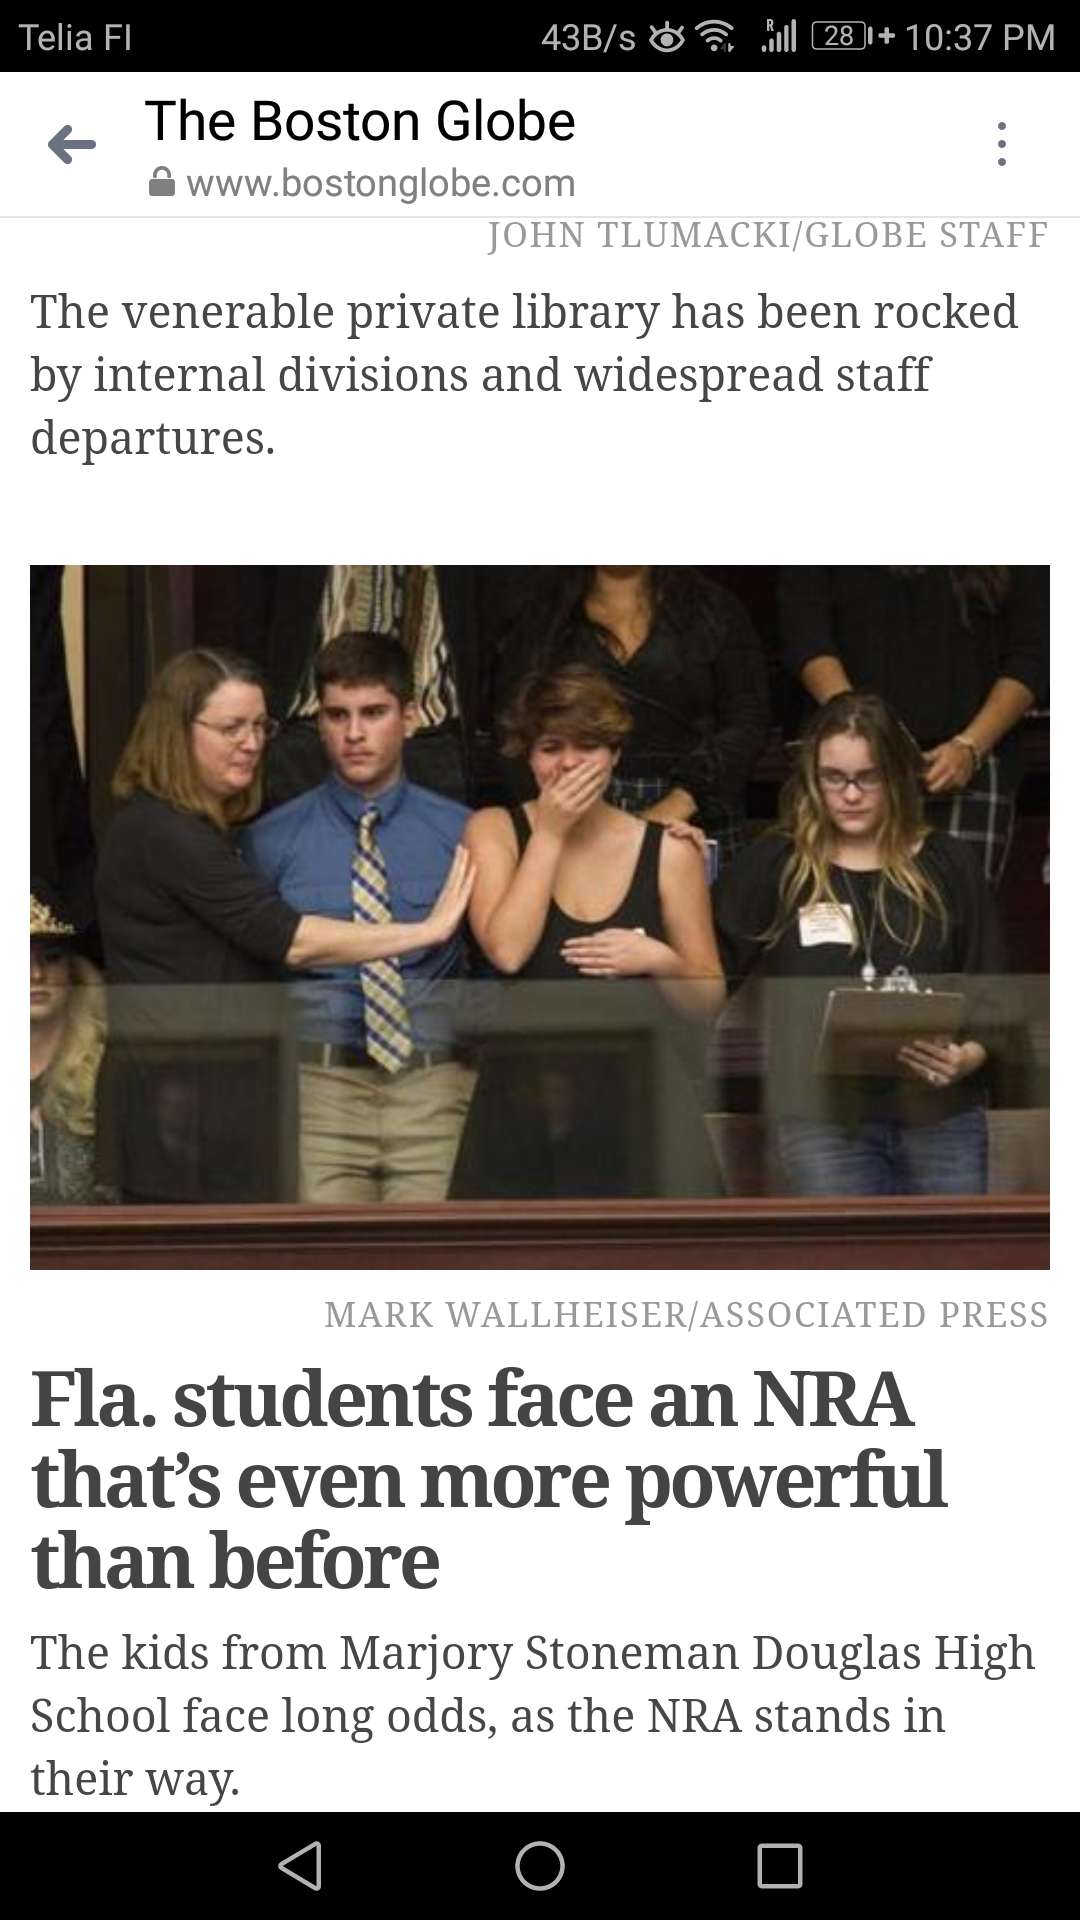 Telia FI 43B/s 28 10:37 PM
The Boston Globe
www.bostonglobe.com
JOHN TLUMACKI/GLOBE STAFF
The venerable private library has been rocked
by internal divisions and widespread staff
departures.
MARK WALLHEISER/ASSOCIATED PRESS
Fla. students face an NRA
that’s even more powerful
than before
The kids from Marjory Stoneman Douglas High
School face long odds, as the NRA stands in
their way.